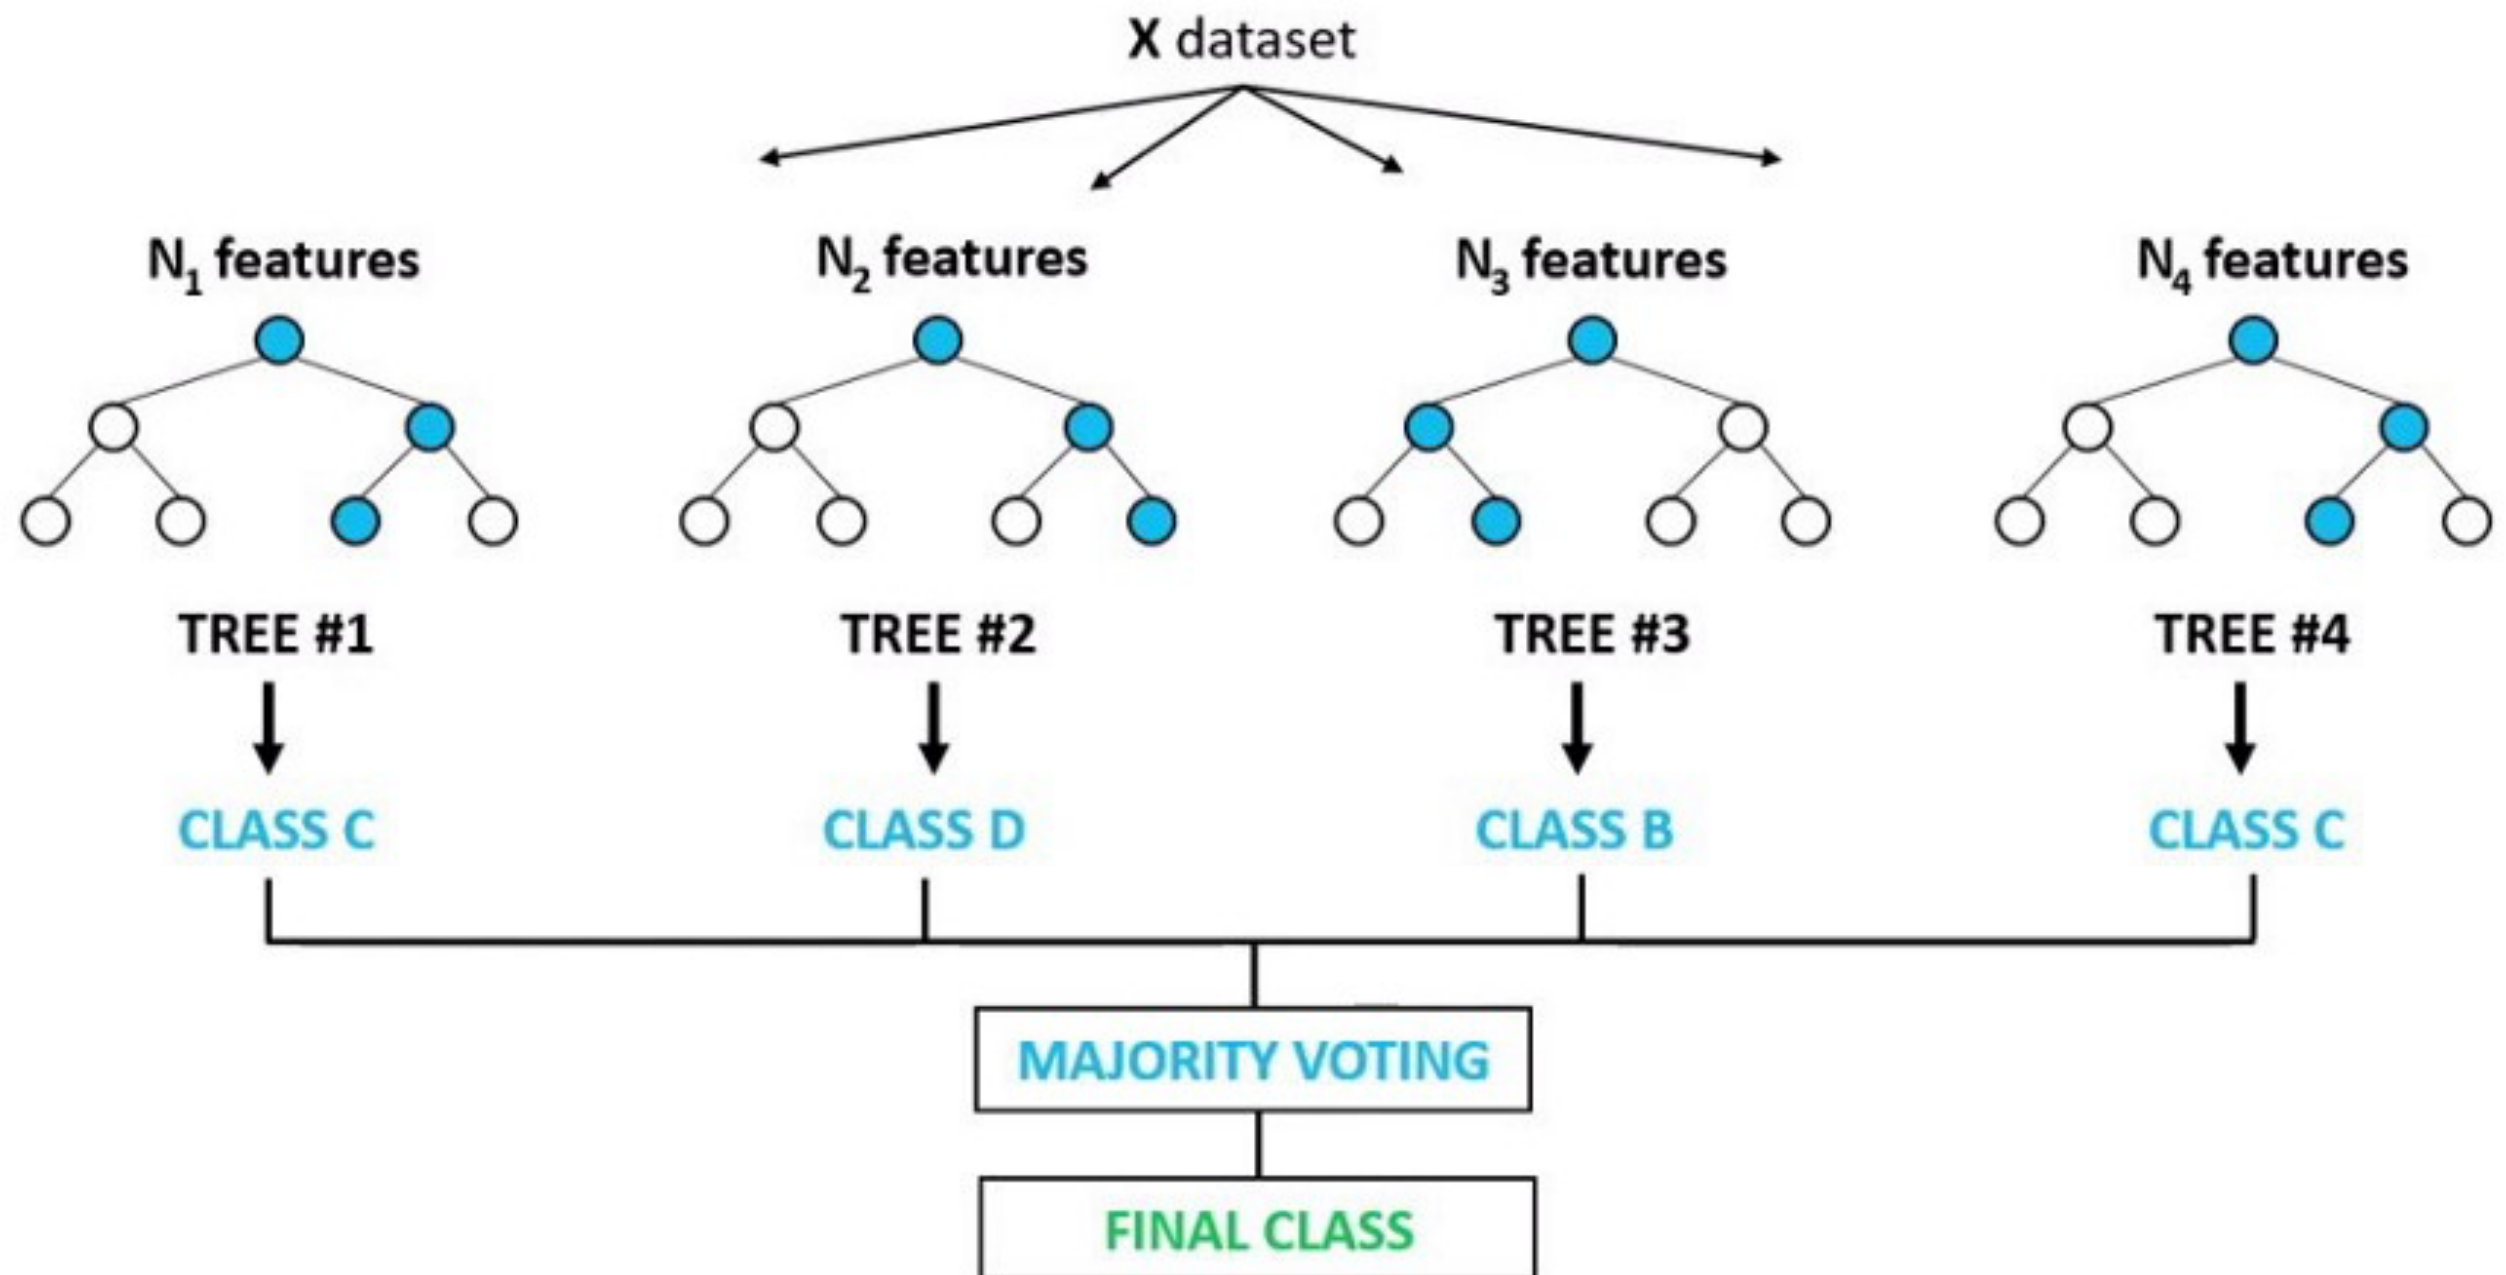 X dataset
N₁ features N₂ features N₃ features N₄ features
TREE #1 TREE #2 TREE #3 TREE #4
CLASS C CLASS D CLASS B CLASS C
MAJORITY VOTING
FINAL CLASS